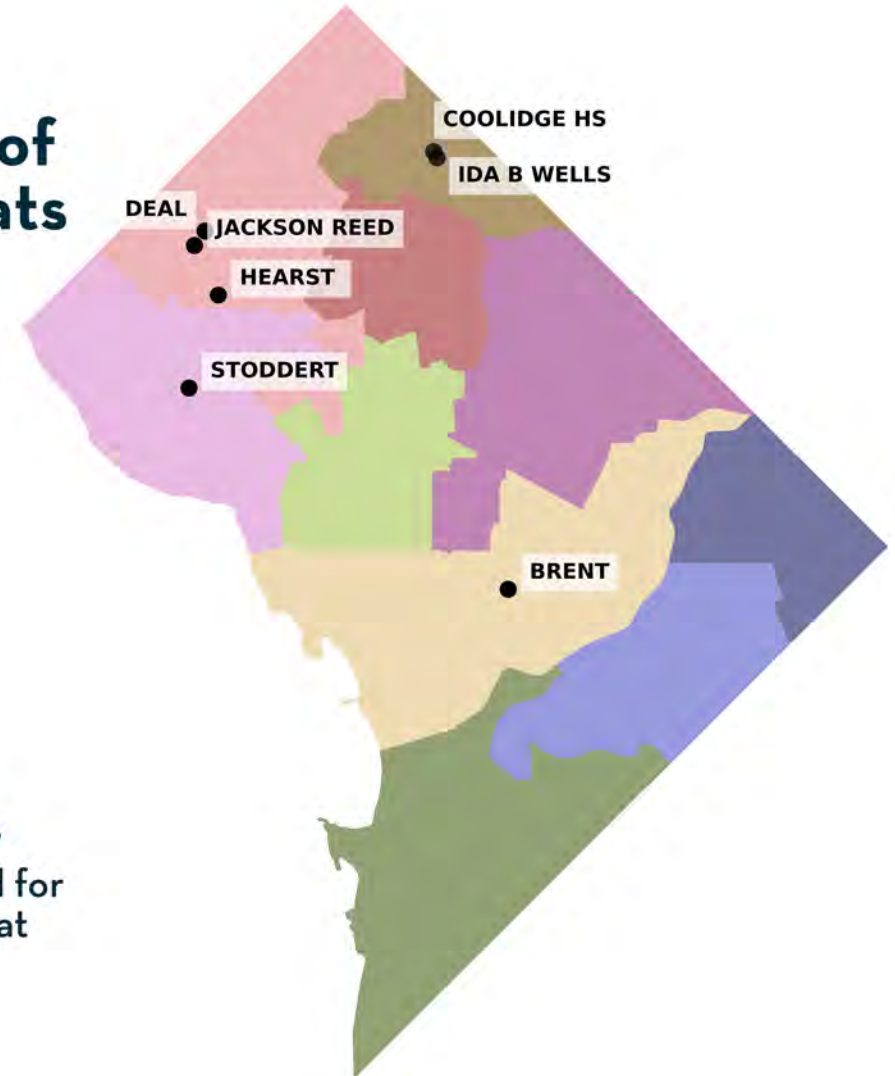 of
ats
COOLIDGE HS
IDA B WELLS
DEAL
JACKSON REED
HEARST
STODDERT
BRENT
l for
at